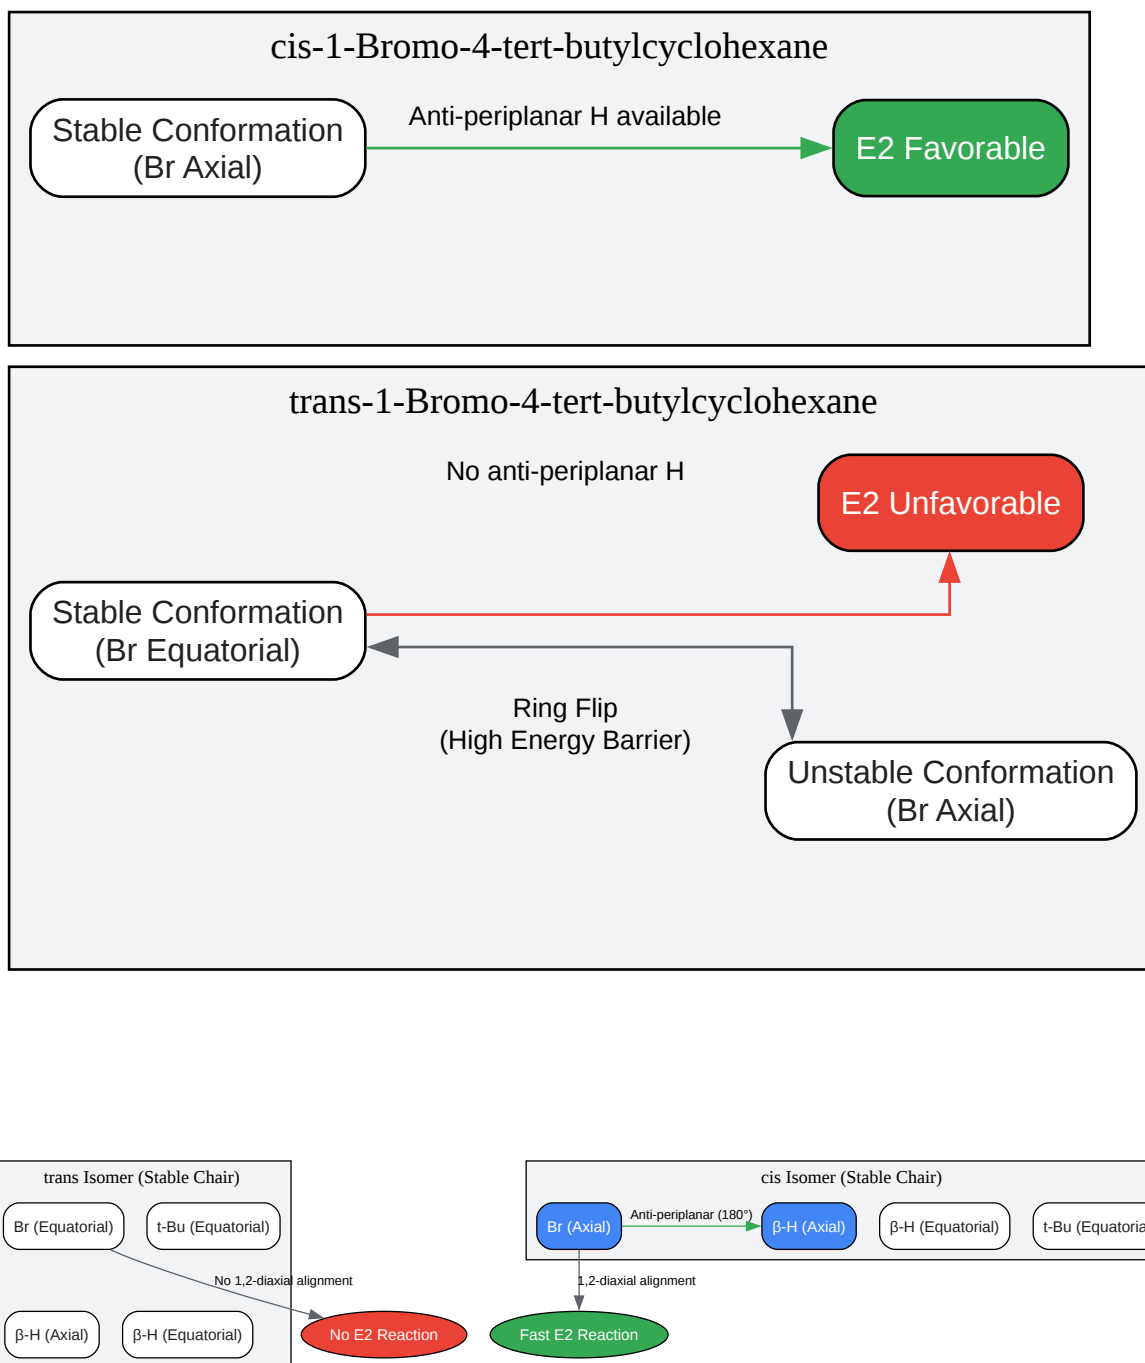 cis-1-Bromo-4-tert-butylcyclohexane
Stable Conformation
(Br Axial)
Anti-periplanar H available
E2 Favorable
trans-1-Bromo-4-tert-butylcyclohexane
No anti-periplanar H
E2 Unfavorable
Stable Conformation
(Br Equatorial)
Ring Flip
(High Energy Barrier)
Unstable Conformation
(Br Axial)
trans Isomer (Stable Chair)
Br (Equatorial)
t-Bu (Equatorial)
No 1,2-diaxial alignment
β-H (Axial)
β-H (Equatorial)
No E2 Reaction
cis Isomer (Stable Chair)
Br (Axial)
Anti-periplanar (180°)
β-H (Axial)
β-H (Equatorial)
t-Bu (Equatoria
1,2-diaxial alignment
Fast E2 Reaction